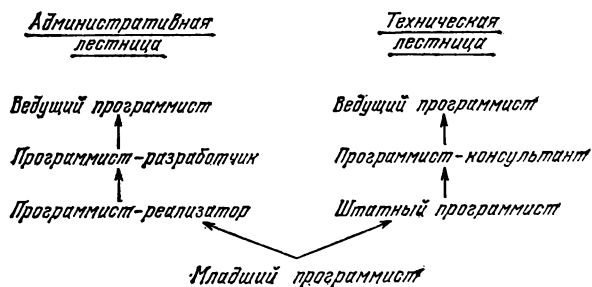 Административная лестница
Техническая лестница
Ведущий программист
Ведущий программист
Программист-разработчик
Программист-консультант
Программист-реализатор
Штатный программист
Младший программист